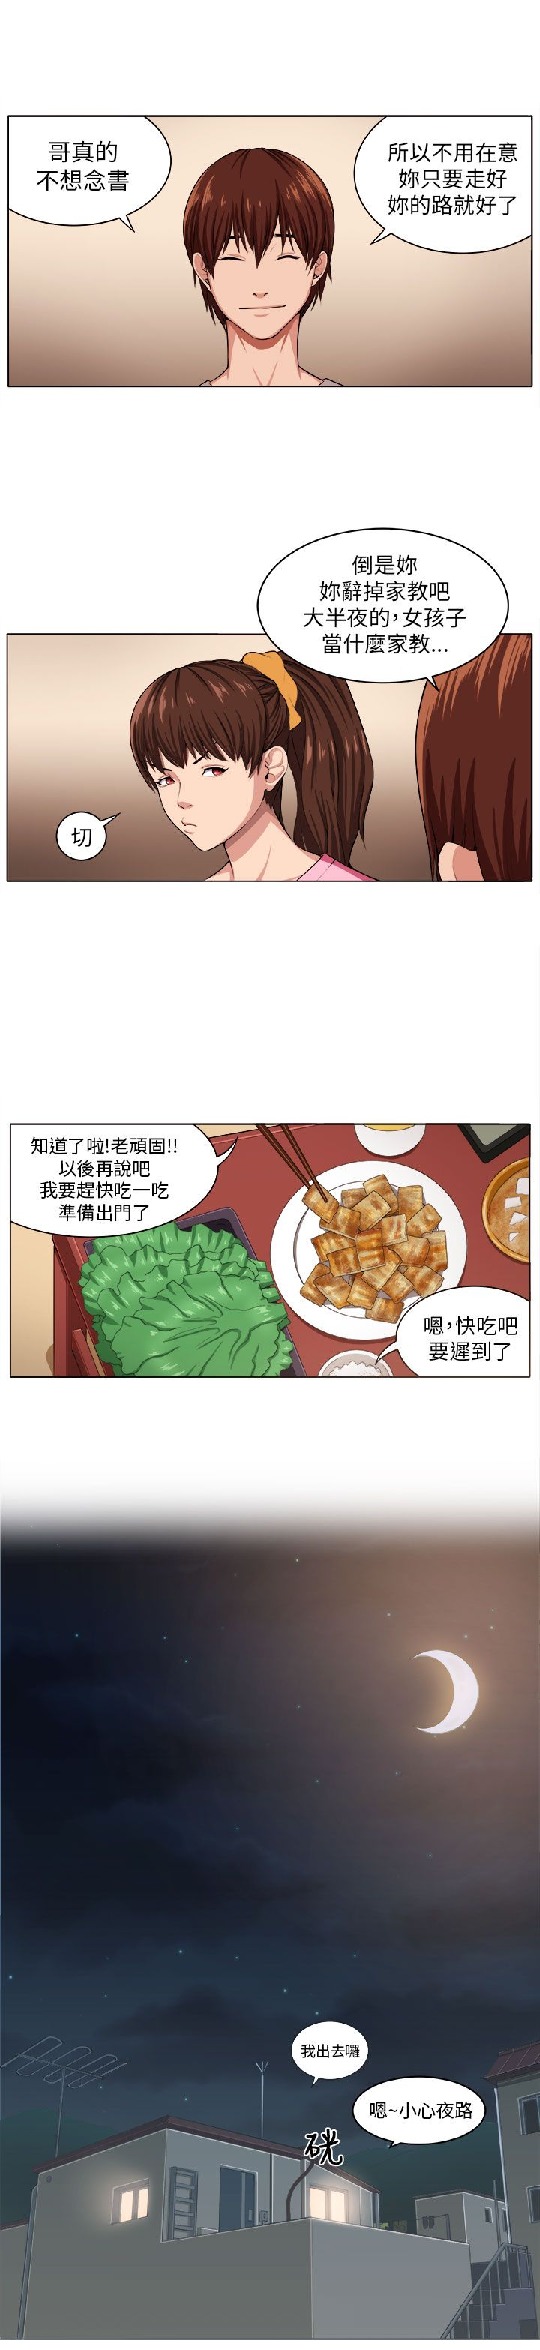 哥真的
不想念書
所以不用在意
妳只要走好
妳的路就好了
倒是妳
妳辭掉家教吧
大半夜的,女孩子
當什麼家教...
切
知道了啦!老頑固!!
以後再說吧
我要趕快吃一吃
準備出門了
嗯,快吃吧
要遲到了
我出去囉
嗯~小心夜路
硄